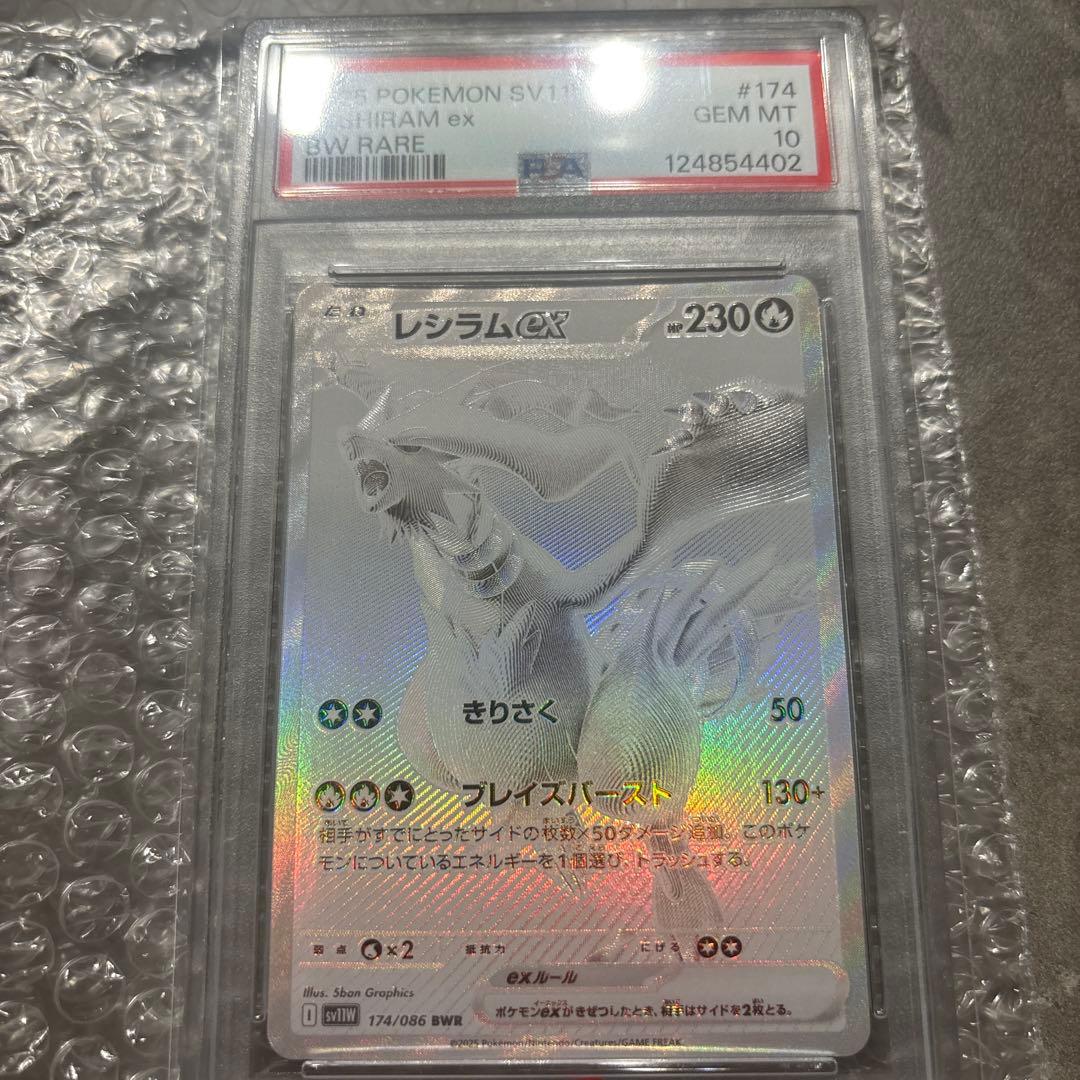 POKEMON SV11
#174
SHIRAM ex
GEM MT
BW RARE
10
PSA
124854402
レシラムex
HP 230
きりさく
50
ブレイズバースト
130+
相手がすでにとったサイドの枚数×50ダメージ追加。このポケ
モンについているエネルギーを1個選び、トラッシュする。
弱点
×2
抵抗力
にげる
exルール
Illus. 5ban Graphics
ポケモンexがきぜつしたとき、相手はサイドを2枚とる。
I
sv11W
174/086 BWR
©2025 Pokémon/Nintendo/Creatures/GAME FREAK